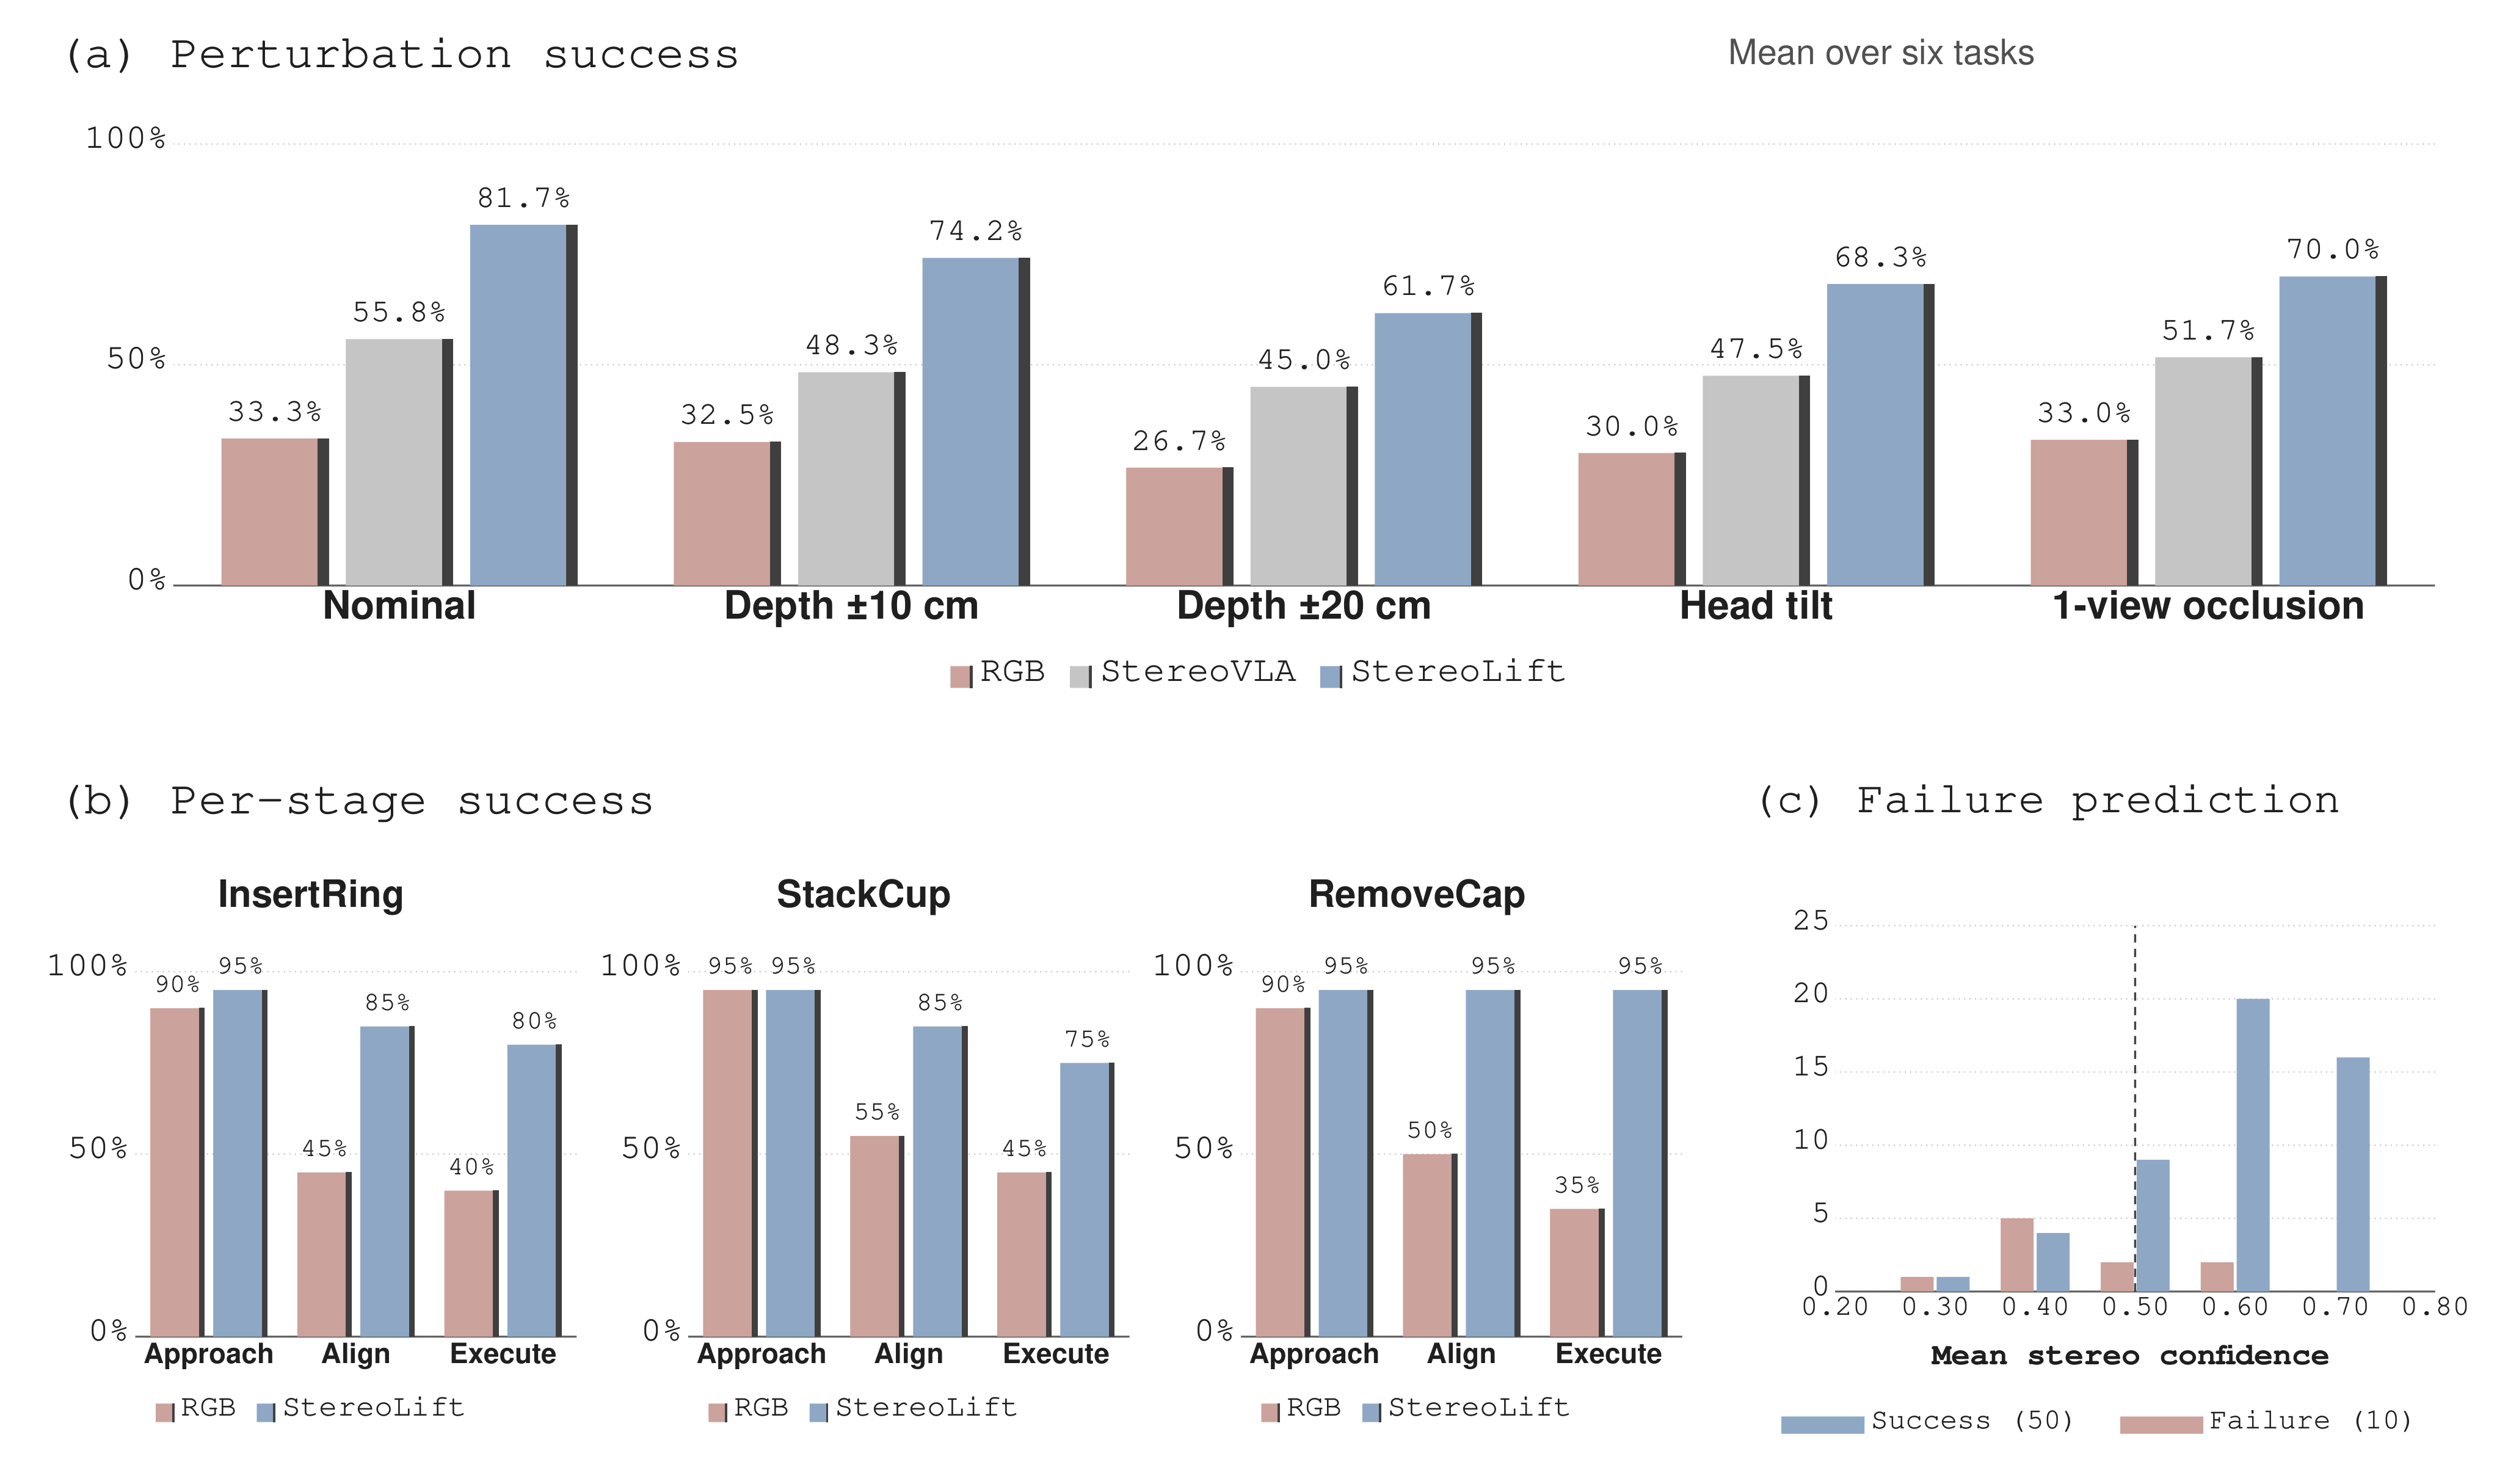 (a) Perturbation success
Mean over six tasks
100%
50%
0%
33.3% 55.8% 81.7%
32.5% 48.3% 74.2%
26.7% 45.0% 61.7%
30.0% 47.5% 68.3%
33.0% 51.7% 70.0%
Nominal
Depth ±10 cm
Depth ±20 cm
Head tilt
1-view occlusion
RGB StereoVLA StereoLift
(b) Per-stage success
InsertRing
100%
50%
0%
90% 95%
45% 85%
40% 80%
Approach Align Execute
RGB StereoLift
StackCup
100%
50%
0%
95% 95%
55% 85%
45% 75%
Approach Align Execute
RGB StereoLift
RemoveCap
100%
50%
0%
90% 95%
50% 95%
35% 95%
Approach Align Execute
RGB StereoLift
(c) Failure prediction
25
20
15
10
5
0
0.20 0.30 0.40 0.50 0.60 0.70 0.80
Mean stereo confidence
Success (50) Failure (10)